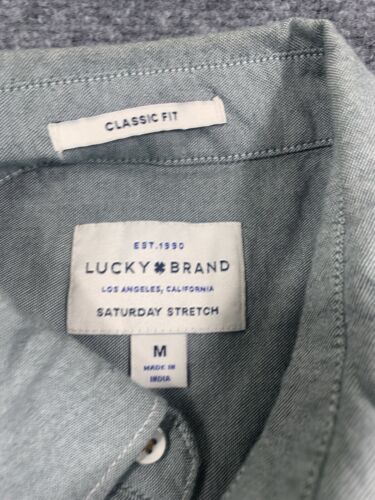 CLASSIC FIT
EST. 1990
LUCKY BRAND
LOS ANGELES, CALIFORNIA
SATURDAY STRETCH
M
MADE IN
INDIA